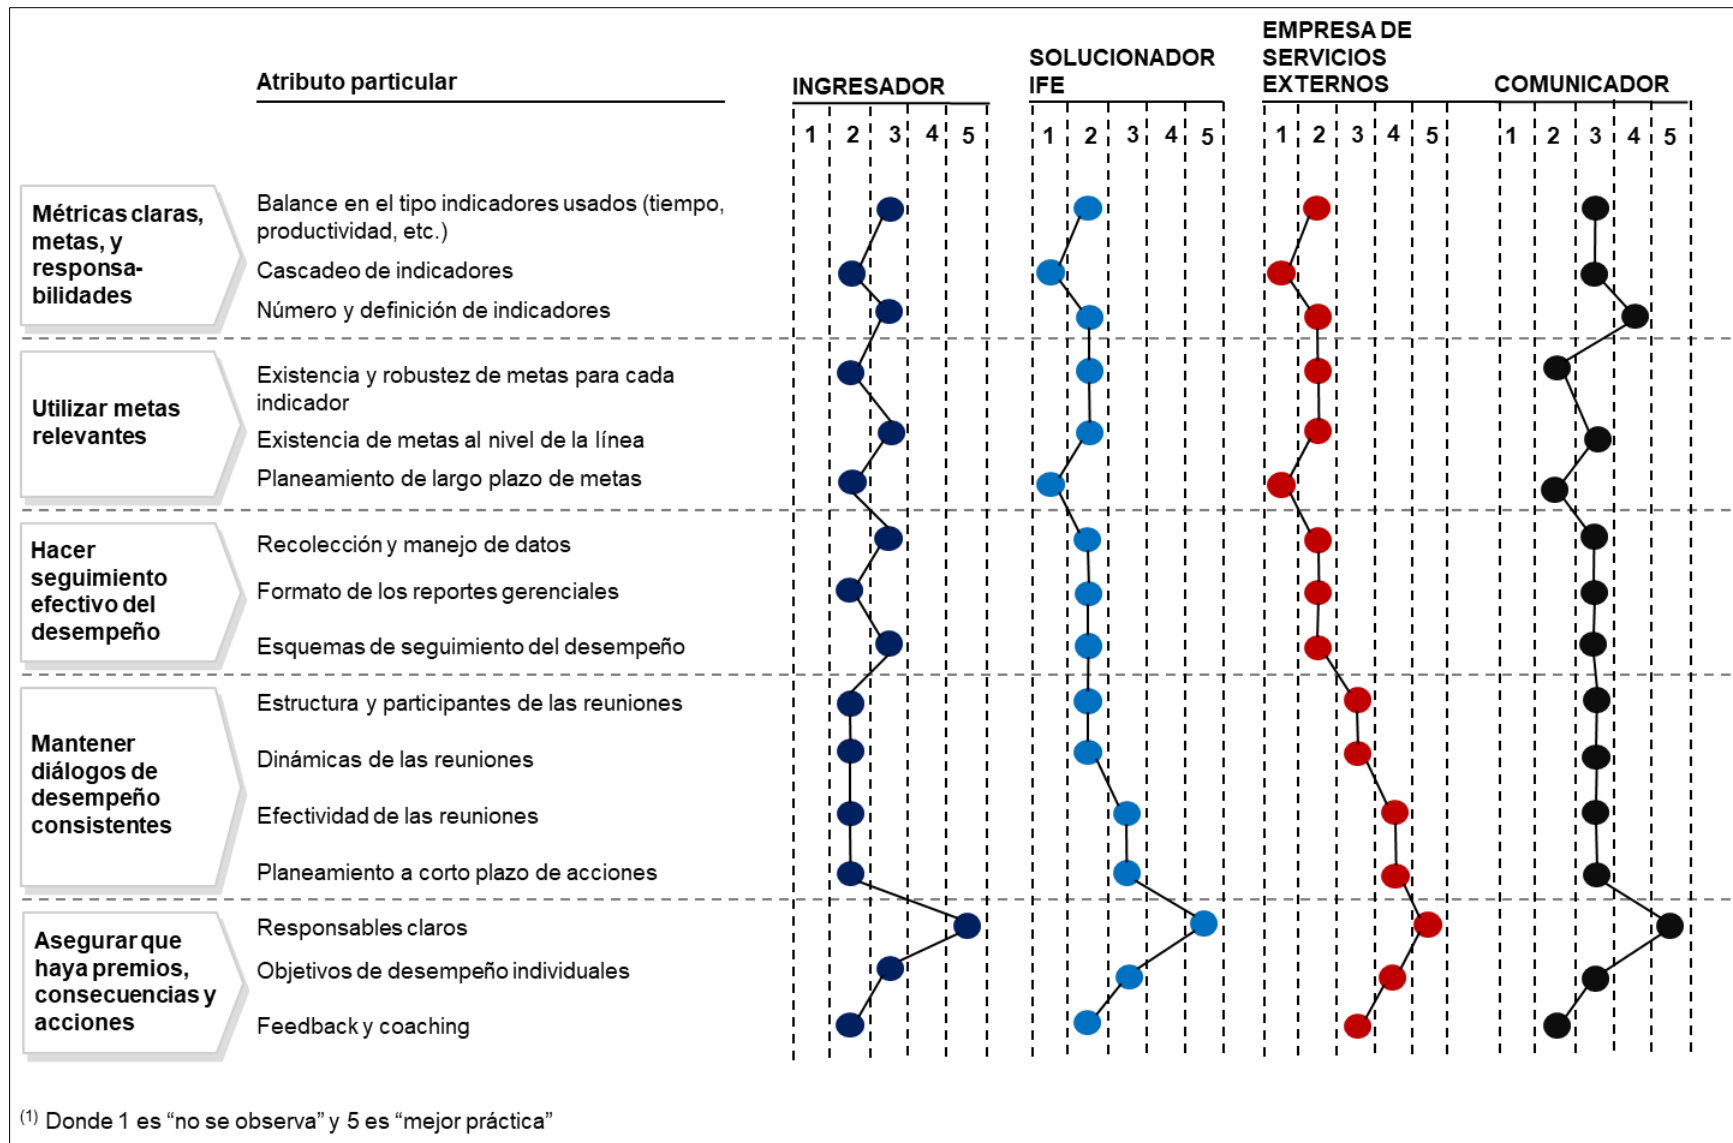 Atributo particular
INGRESADOR
SOLUCIONADOR
IFE
EMPRESA DE
SERVICIOS
EXTERNOS
COMUNICADOR
1 2 3 4 5
1 2 3 4 5
1 2 3 4 5
1 2 3 4 5
Métricas claras,
metas, y
responsa-
bilidades
Balance en el tipo indicadores usados (tiempo,
productividad, etc.)
Cascadeo de indicadores
Número y definición de indicadores
Utilizar metas
relevantes
Existencia y robustez de metas para cada
indicador
Existencia de metas al nivel de la línea
Planeamiento de largo plazo de metas
Hacer
seguimiento
efectivo del
desempeño
Recolección y manejo de datos
Formato de los reportes gerenciales
Esquemas de seguimiento del desempeño
Mantener
diálogos de
desempeño
consistentes
Estructura y participantes de las reuniones
Dinámicas de las reuniones
Efectividad de las reuniones
Planeamiento a corto plazo de acciones
Asegurar que
haya premios,
consecuencias y
acciones
Responsables claros
Objetivos de desempeño individuales
Feedback y coaching
(1) Donde 1 es “no se observa” y 5 es “mejor práctica”